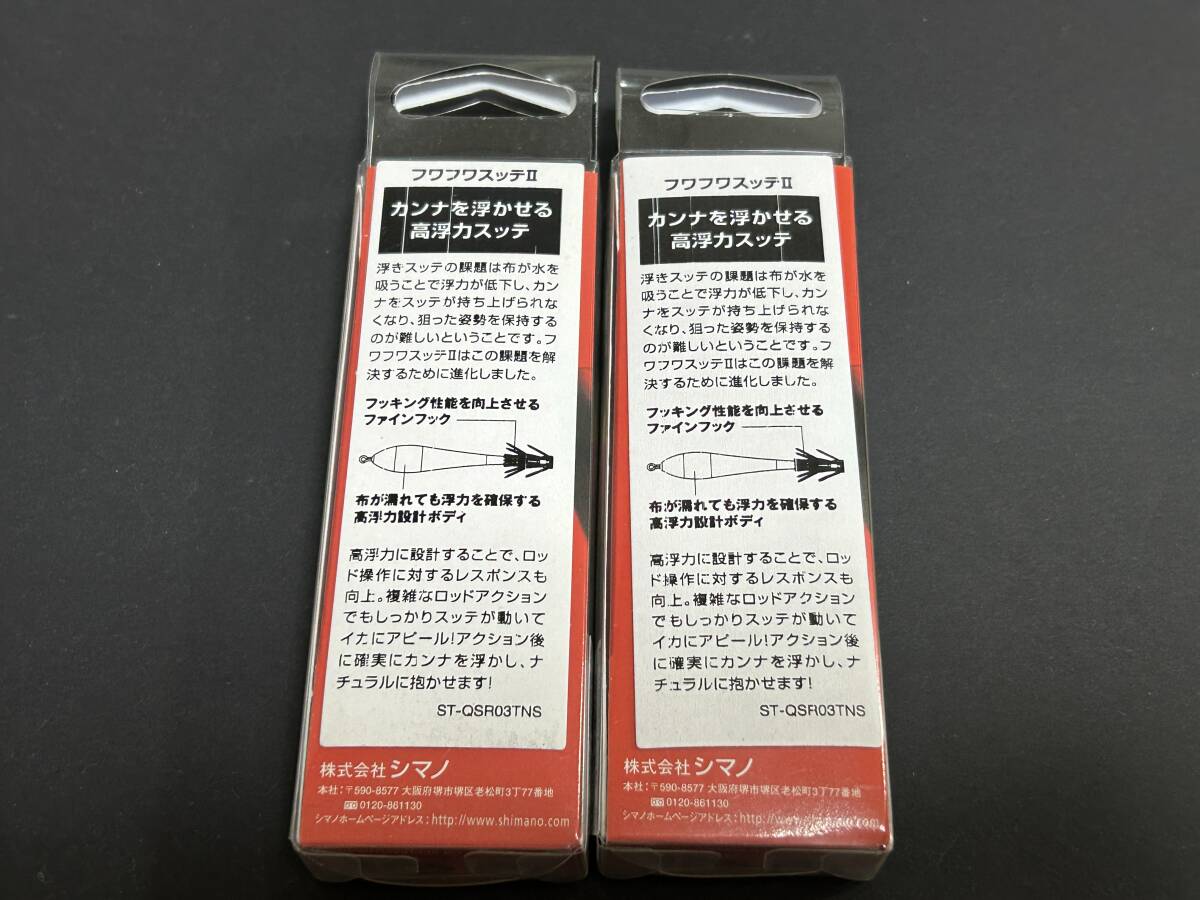 フワフワスッテⅡ
カンナを浮かせる
高浮力スッテ
浮きスッテの課題は布が水を
吸うことで浮力が低下し、カン
ナをスッテが持ち上げられな
くなり、狙った姿勢を保持する
のが難しいということです。フ
ワフワスッテⅡはこの課題を解
決するために進化しました。
フッキング性能を向上させる
ファインフック
布が濡れても浮力を確保する
高浮力設計ボディ
高浮力に設計することで、ロッ
ド操作に対するレスポンスも
向上。複雑なロッドアクション
でもしっかりスッテが動いて
イカにアピール!アクション後
に確実にカンナを浮かし、ナ
チュラルに抱かせます!
ST-QSR03TNS
株式会社シマノ
本社:〒590-8577 大阪府堺市堺区老松町3丁77番地
0120-861130
シマノホームページアドレス:http://www.shimano.com
フワフワスッテⅡ
カンナを浮かせる
高浮力スッテ
浮きスッテの課題は布が水を
吸うことで浮力が低下し、カン
ナをスッテが持ち上げられな
くなり、狙った姿勢を保持する
のが難しいということです。フ
ワフワスッテⅡはこの課題を解
決するために進化しました。
フッキング性能を向上させる
ファインフック
布が濡れても浮力を確保する
高浮力設計ボディ
高浮力に設計することで、ロッ
ド操作に対するレスポンスも
向上。複雑なロッドアクション
でもしっかりスッテが動いて
イカにアピール!アクション後
に確実にカンナを浮かし、ナ
チュラルに抱かせます!
ST-QSR03TNS
株式会社シマノ
本社:〒590-8577 大阪府堺市堺区老松町3丁77番地
0120-861130
シマノホームページアドレス:http://www.shimano.com